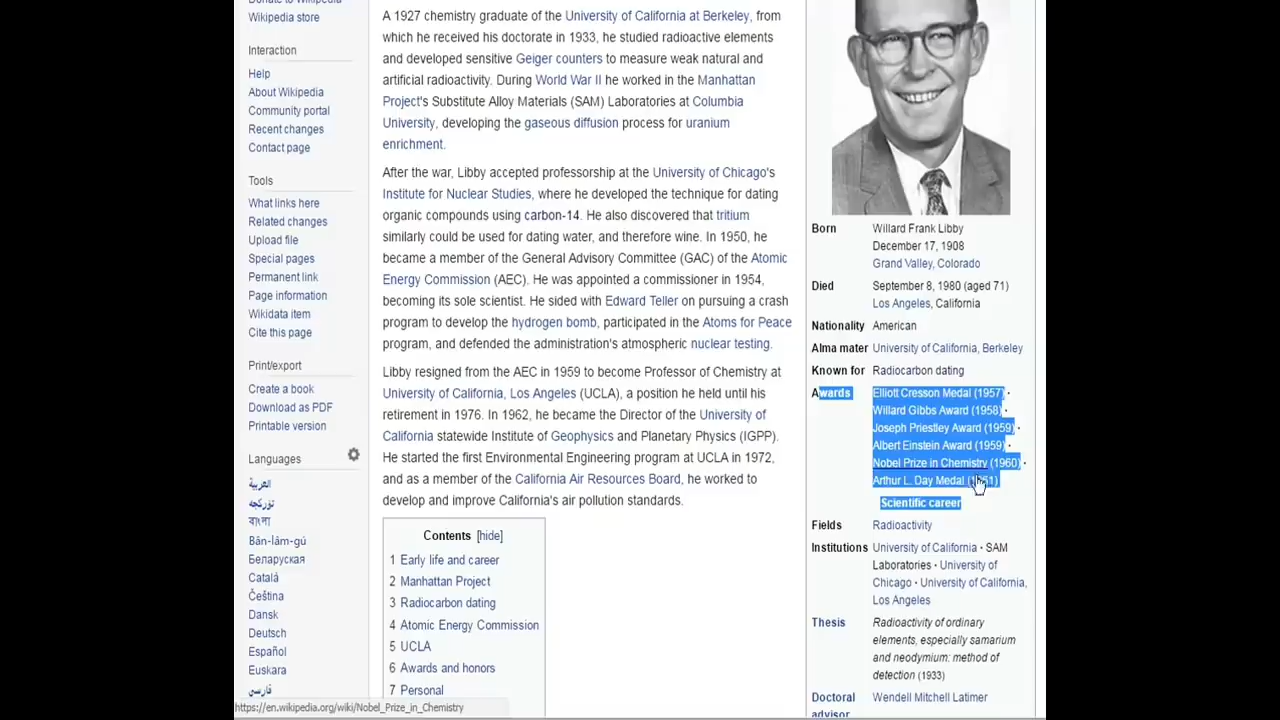 Donate to Wikipedia
Wikipedia store
Interaction
Help
About Wikipedia
Community portal
Recent changes
Contact page
Tools
What links here
Related changes
Upload file
Special pages
Permanent link
Page information
Wikidata item
Cite this page
Print/export
Create a book
Download as PDF
Printable version
Languages
العربية
تۆرکجه
বাংলা
Bân-lâm-gú
Беларуская
Català
Čeština
Dansk
Deutsch
Español
Euskara
فارسی
https://en.wikipedia.org/wiki/Nobel_Prize_in_Chemistry
A 1927 chemistry graduate of the University of California at Berkeley, from
which he received his doctorate in 1933, he studied radioactive elements
and developed sensitive Geiger counters to measure weak natural and
artificial radioactivity. During World War II he worked in the Manhattan
Project's Substitute Alloy Materials (SAM) Laboratories at Columbia
University, developing the gaseous diffusion process for uranium
enrichment.
After the war, Libby accepted professorship at the University of Chicago's
Institute for Nuclear Studies, where he developed the technique for dating
organic compounds using carbon-14. He also discovered that tritium
similarly could be used for dating water, and therefore wine. In 1950, he
became a member of the General Advisory Committee (GAC) of the Atomic
Energy Commission (AEC). He was appointed a commissioner in 1954,
becoming its sole scientist. He sided with Edward Teller on pursuing a crash
program to develop the hydrogen bomb, participated in the Atoms for Peace
program, and defended the administration's atmospheric nuclear testing.
Libby resigned from the AEC in 1959 to become Professor of Chemistry at
University of California, Los Angeles (UCLA), a position he held until his
retirement in 1976. In 1962, he became the Director of the University of
California statewide Institute of Geophysics and Planetary Physics (IGPP).
He started the first Environmental Engineering program at UCLA in 1972,
and as a member of the California Air Resources Board, he worked to
develop and improve California's air pollution standards.
Contents [hide]
1 Early life and career
2 Manhattan Project
3 Radiocarbon dating
4 Atomic Energy Commission
5 UCLA
6 Awards and honors
7 Personal
Born Willard Frank Libby
December 17, 1908
Grand Valley, Colorado
Died September 8, 1980 (aged 71)
Los Angeles, California
Nationality American
Alma mater University of California, Berkeley
Known for Radiocarbon dating
Awards Elliott Cresson Medal (1957) ·
Willard Gibbs Award (1958) ·
Joseph Priestley Award (1959) ·
Albert Einstein Award (1959) ·
Nobel Prize in Chemistry (1960) ·
Arthur L. Day Medal
Scientific career
Fields Radioactivity
Institutions University of California · SAM
Laboratories · University of
Chicago · University of California,
Los Angeles
Thesis Radioactivity of ordinary
elements, especially samarium
and neodymium: method of
detection (1933)
Doctoral Wendell Mitchell Latimer
advisor